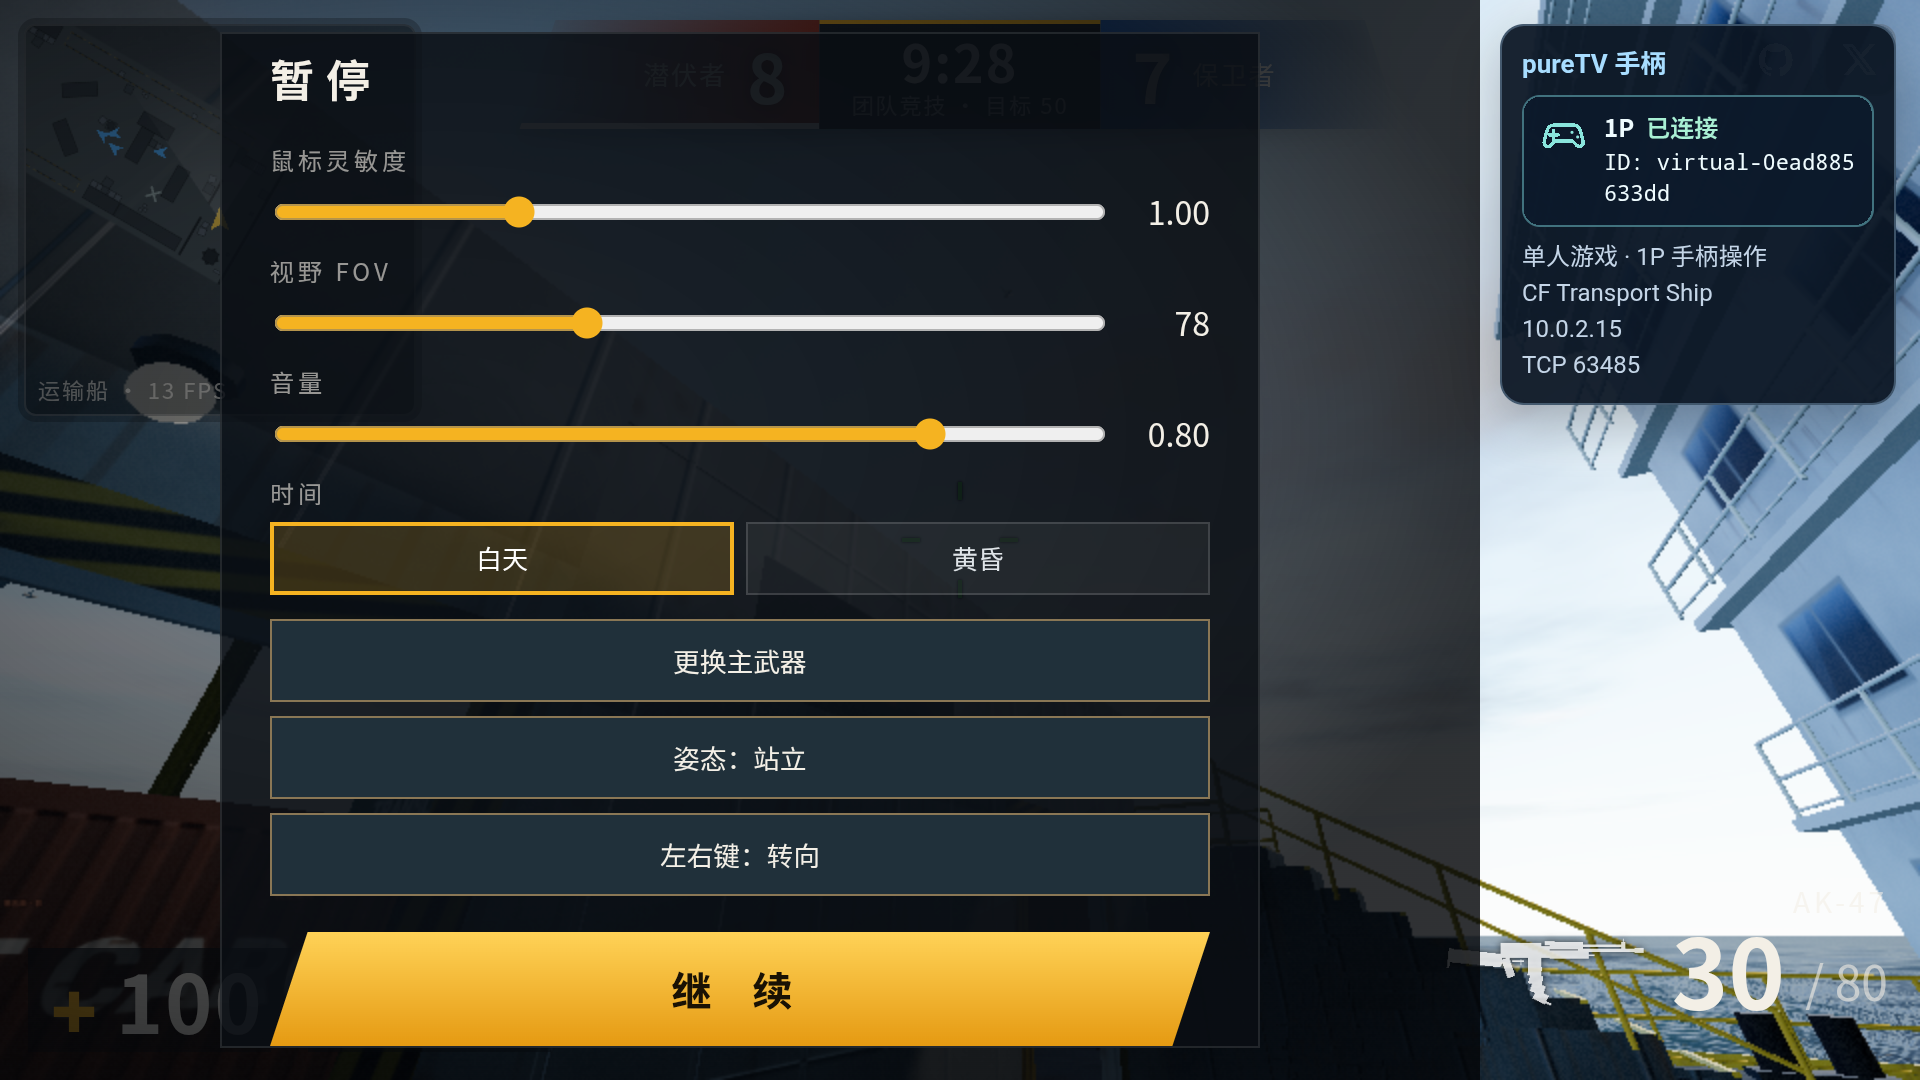 暂停
潜伏者 8
9:28
7 保卫者
团队竞技 · 目标 50
鼠标灵敏度
1.00
视野 FOV
78
运输船 · 13 FPS
音量
0.80
时间
白天
黄昏
更换主武器
姿态：站立
左右键：转向
继续
+ 100
pureTV 手柄
1P 已连接
ID: virtual-0ead885
633dd
单人游戏 · 1P 手柄操作
CF Transport Ship
10.0.2.15
TCP 63485
AK-47
30 / 80